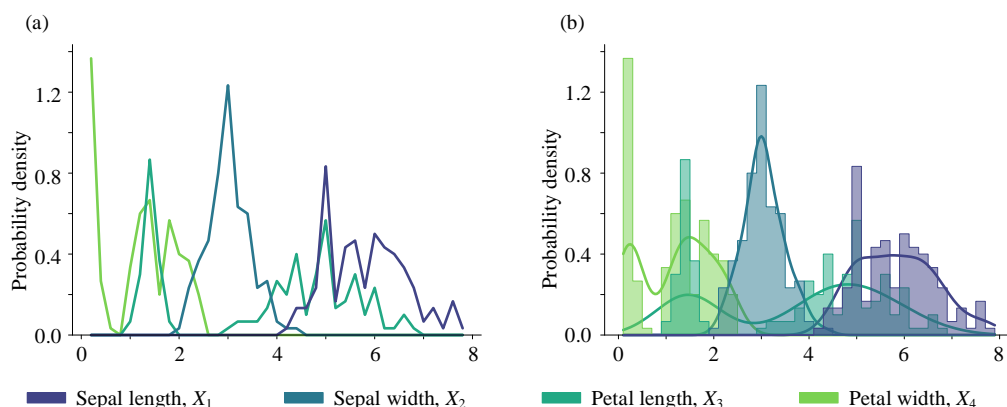 (a)
(b)
Probability density
1.2
0.8
0.4
0.0
0 2 4 6 8
Probability density
1.2
0.8
0.4
0.0
0 2 4 6 8
Sepal length, X1
Sepal width, X2
Petal length, X3
Petal width, X4